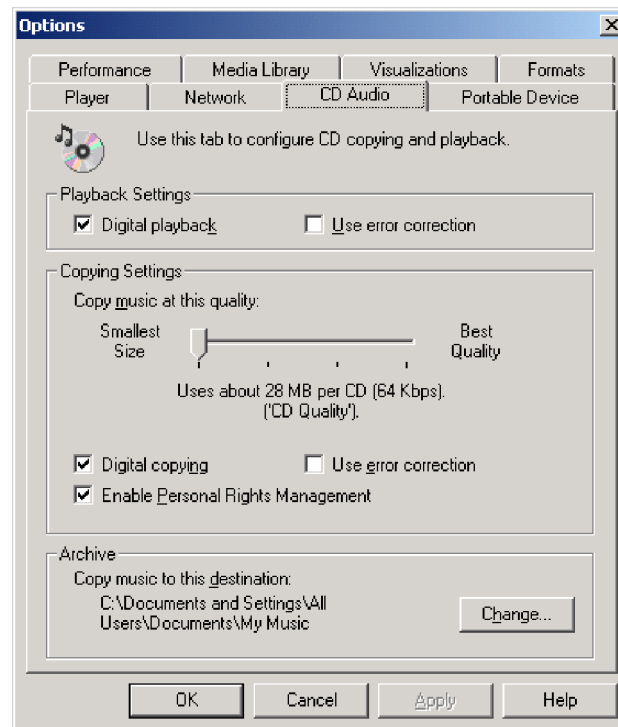 Options
Performance Media Library Visualizations Formats
Player Network CD Audio Portable Device
Use this tab to configure CD copying and playback.
Playback Settings
Digital playback Use error correction
Copying Settings
Copy music at this quality:
Smallest Size Best Quality
Uses about 28 MB per CD (64 Kbps).
('CD Quality').
Digital copying Use error correction
Enable Personal Rights Management
Archive
Copy music to this destination:
C:\Documents and Settings\All
Users\Documents\My Music
Change...
OK Cancel Apply Help